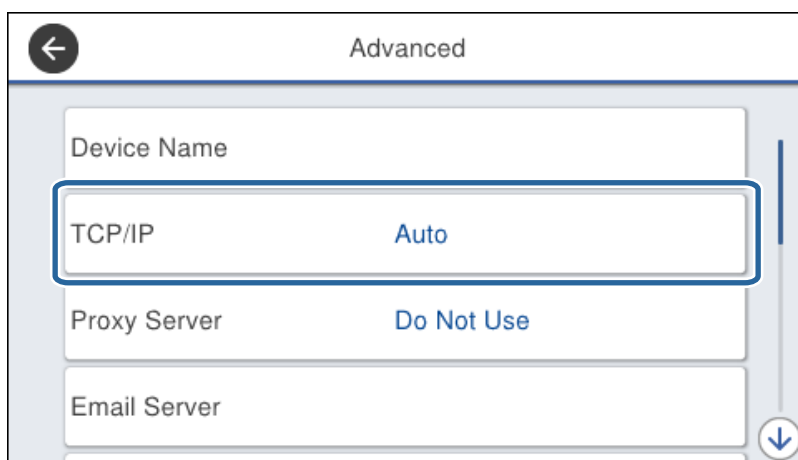 Advanced
Device Name
TCP/IP Auto
Proxy Server Do Not Use
Email Server